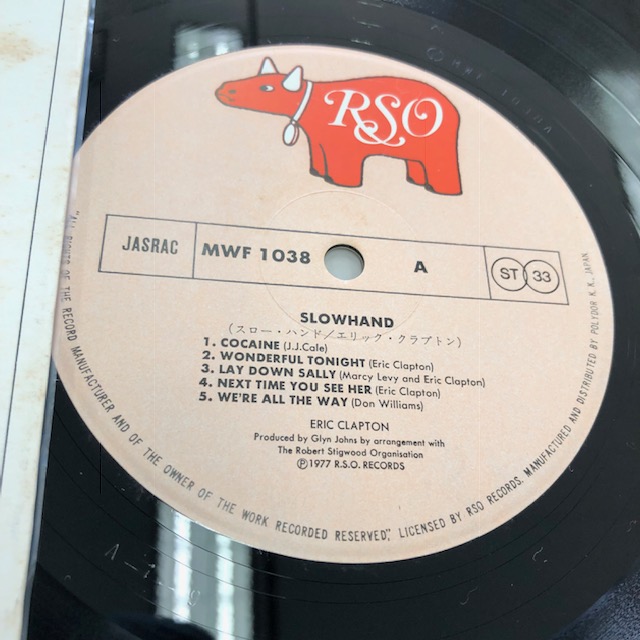 RSO
JASRAC
MWF 1038
A
ST 33
SLOWHAND
(スロー・ハンド/エリック・クラプトン)
1. COCAINE (J.J.Cale)
2. WONDERFUL TONIGHT (Eric Clapton)
3. LAY DOWN SALLY (Marcy Levy and Eric Clapton)
4. NEXT TIME YOU SEE HER (Eric Clapton)
5. WE'RE ALL THE WAY (Don Williams)
ERIC CLAPTON
Produced by Glyn Johns by arrangement with
The Robert Stigwood Organisation
Ⓟ1977 R.S.O. RECORDS
"ALL RIGHTS OF THE RECORD MANUFACTURER AND OF THE OWNER OF THE WORK RECORDED RESERVED", LICENSED BY RSO RECORDS. MANUFACTURED AND DISTRIBUTED BY POLYDOR K.K., JAPAN